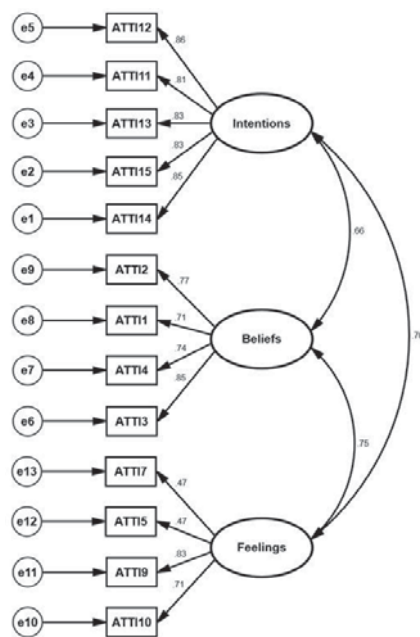 e5 ATTI12 .86
e4 ATTI11 .81
e3 ATTI13 .83 Intentions
e2 ATTI15 .83
e1 ATTI14 .85
.66
e9 ATTI2 .77
e8 ATTI1 .71
Beliefs
.70
e7 ATTI4 .74
e6 ATTI3 .85
.75
e13 ATTI7 .47
e12 ATTI5 .47
Feelings
e11 ATTI9 .83
e10 ATTI10 .71